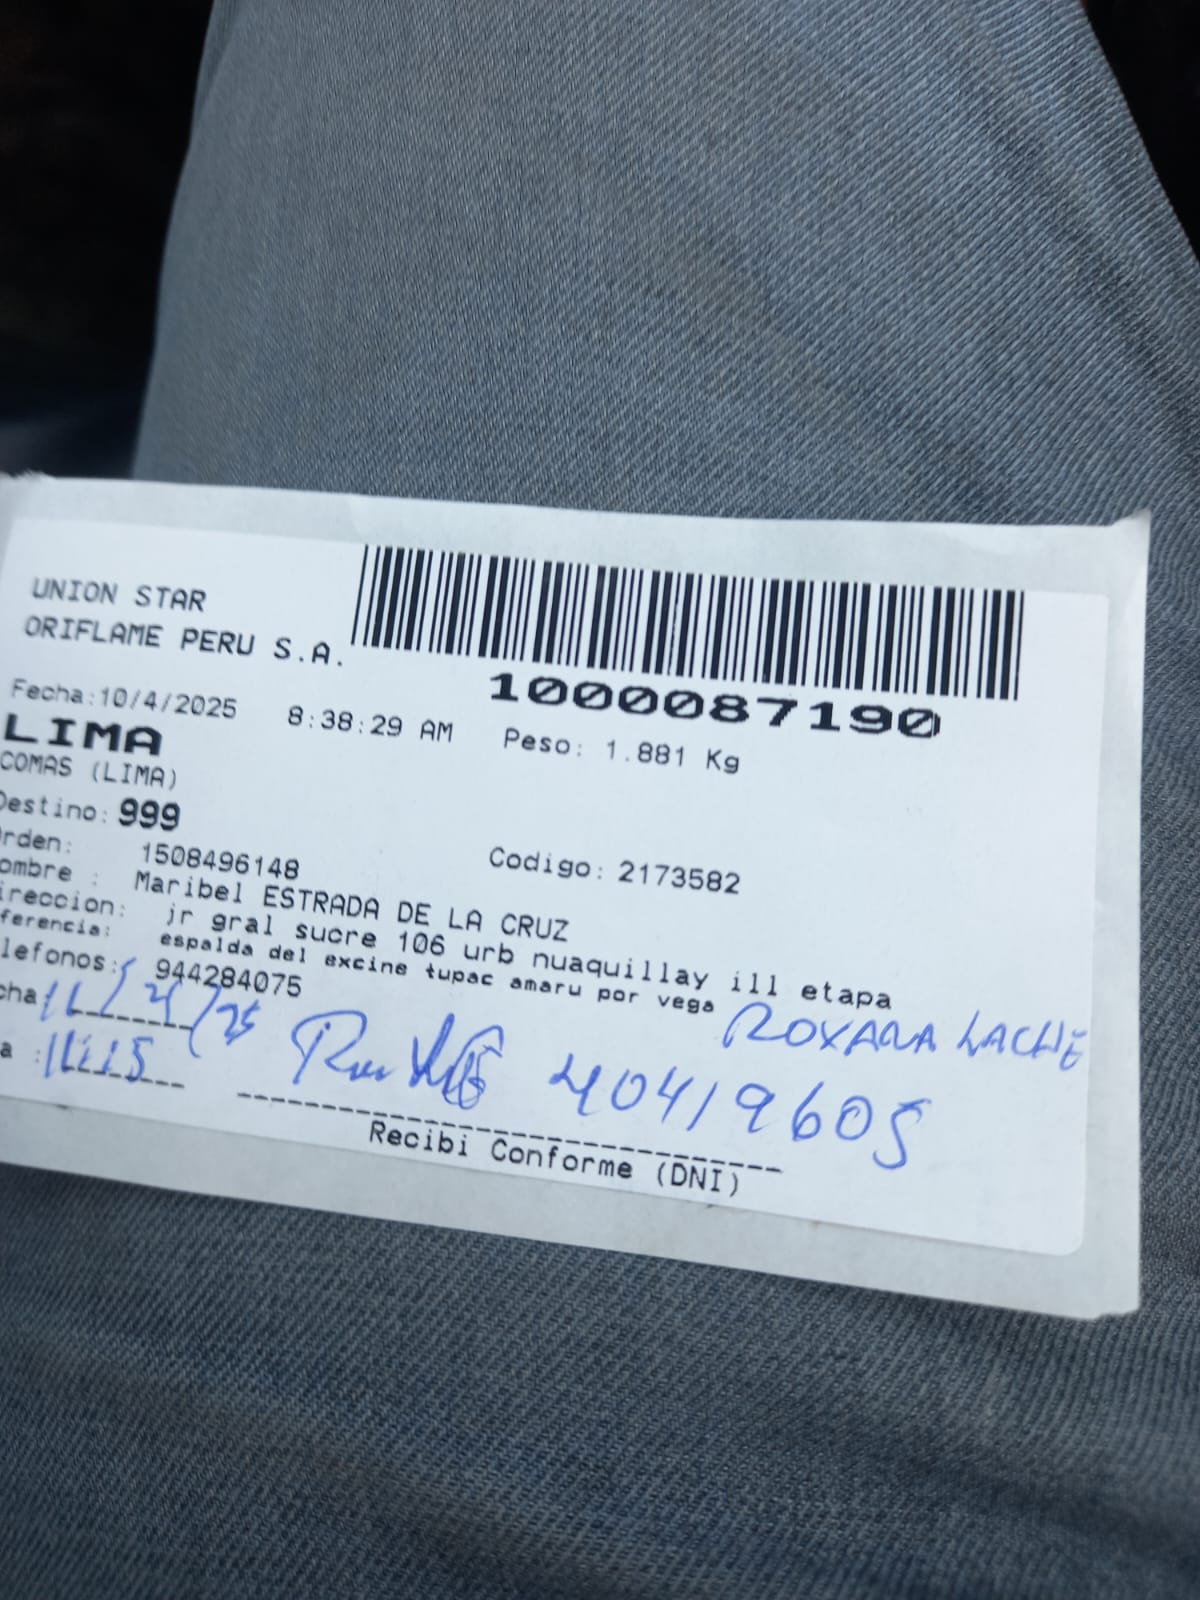 UNION STAR
ORIFLAME PERU S.A.
1000087190
Fecha:10/4/2025 8:38:29 AM Peso: 1.881 Kg
LIMA
COMAS (LIMA)
Destino: 999
rden: 1508496148 Codigo: 2173582
ombre : Maribel ESTRADA DE LA CRUZ
ireccion: jr gral sucre 106 urb nuaquillay ill etapa
ferencia: espalda del excine tupac amaru por vega
lefonos: 944284075
cha 11/4/25 ROXANA LACHE
a : 11:15 40419605
Recibi Conforme (DNI)